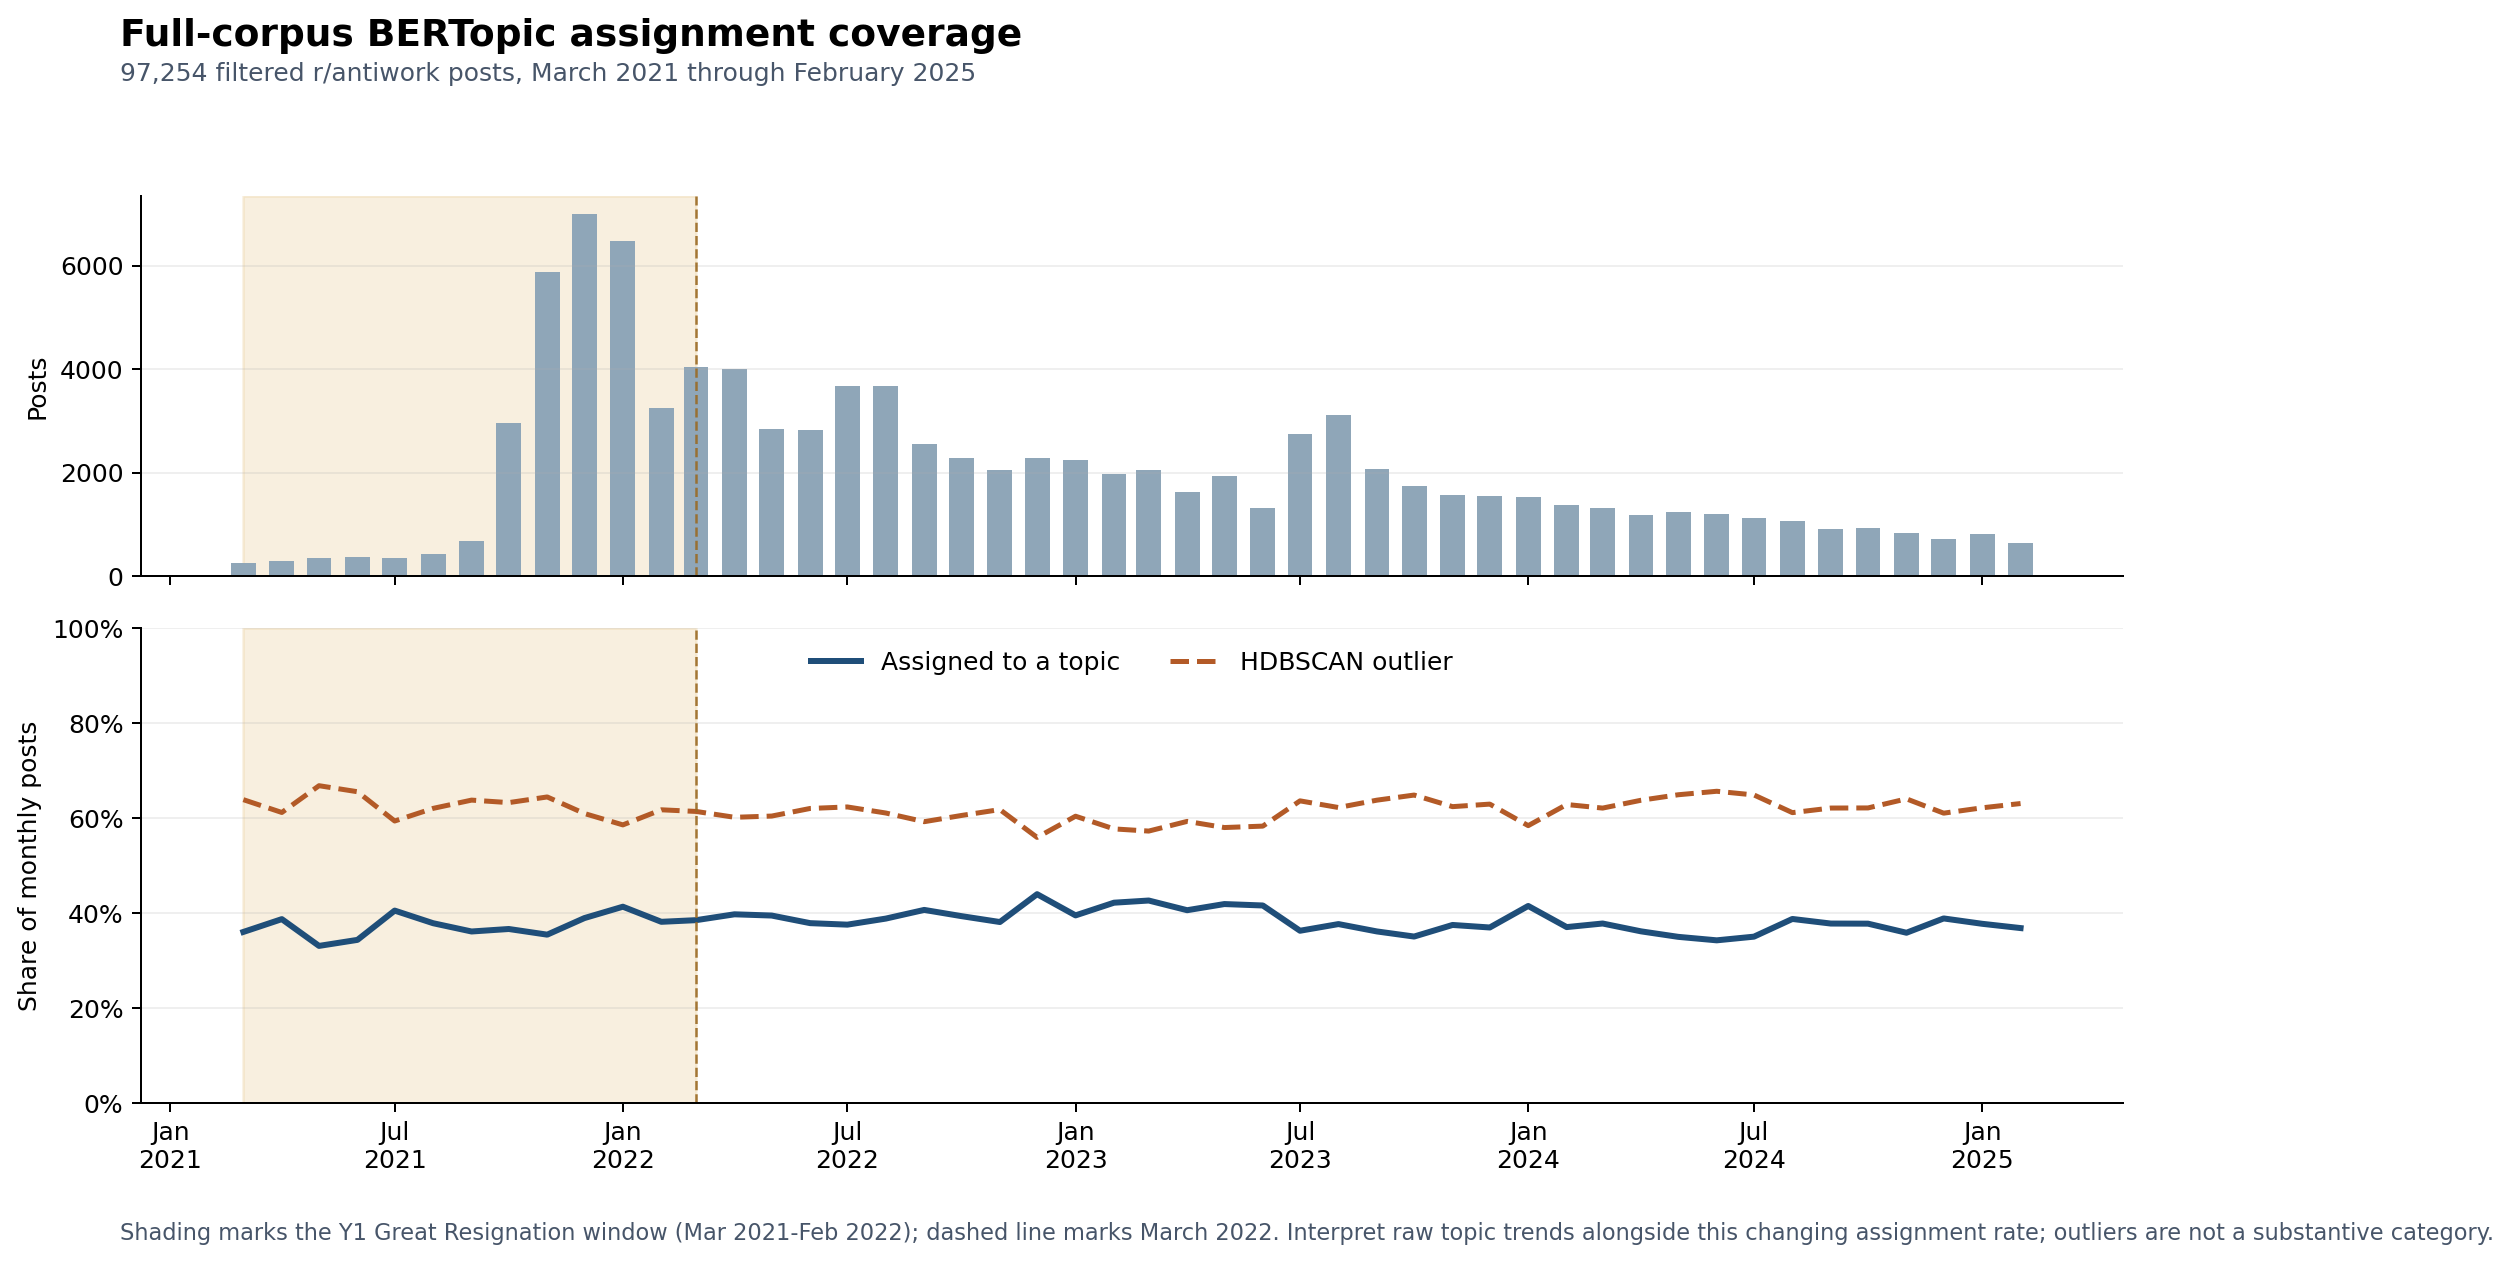 Full-corpus BERTopic assignment coverage
97,254 filtered r/antiwork posts, March 2021 through February 2025
Posts
6000
4000
2000
0
Share of monthly posts
100%
80%
60%
40%
20%
0%
Assigned to a topic
HDBSCAN outlier
Jan
2021
Jul
2021
Jan
2022
Jul
2022
Jan
2023
Jul
2023
Jan
2024
Jul
2024
Jan
2025
Shading marks the Y1 Great Resignation window (Mar 2021-Feb 2022); dashed line marks March 2022. Interpret raw topic trends alongside this changing assignment rate; outliers are not a substantive category.